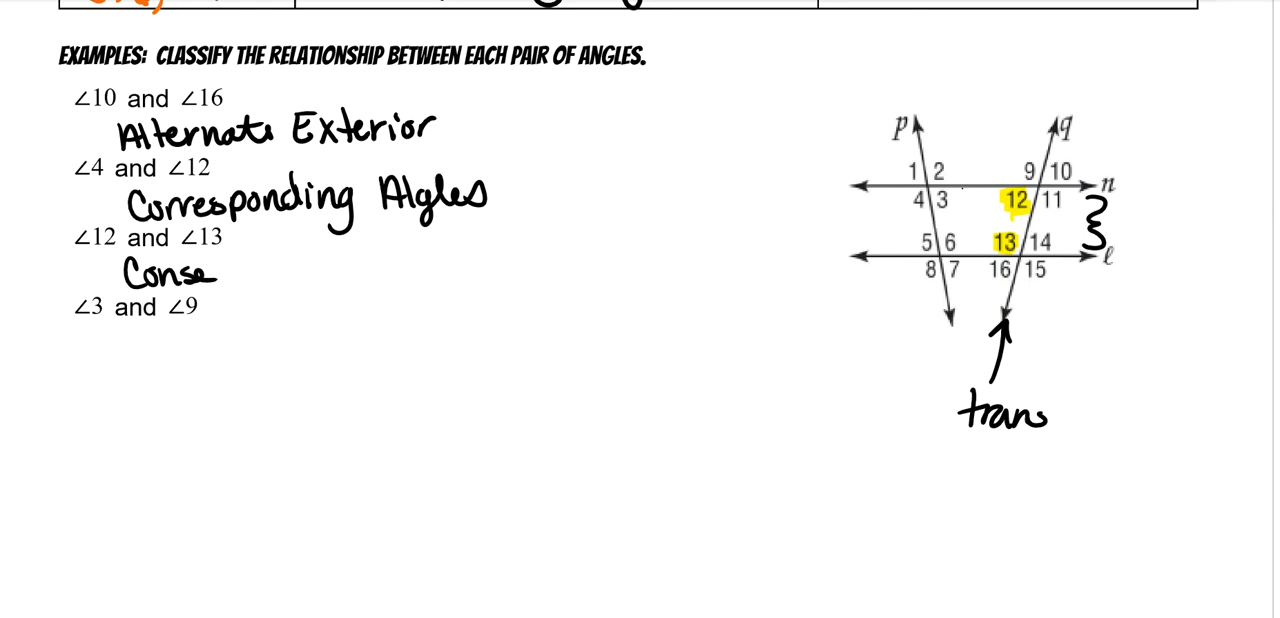 EXAMPLES: CLASSIFY THE RELATIONSHIP BETWEEN EACH PAIR OF ANGLES.
∠10 and ∠16
Alternate Exterior
∠4 and ∠12
Corresponding Algles
∠12 and ∠13
Conse
∠3 and ∠9
p q
1 2 9 10 n
4 3 12 11
5 6 13 14
ℓ
8 7 16 15
trans